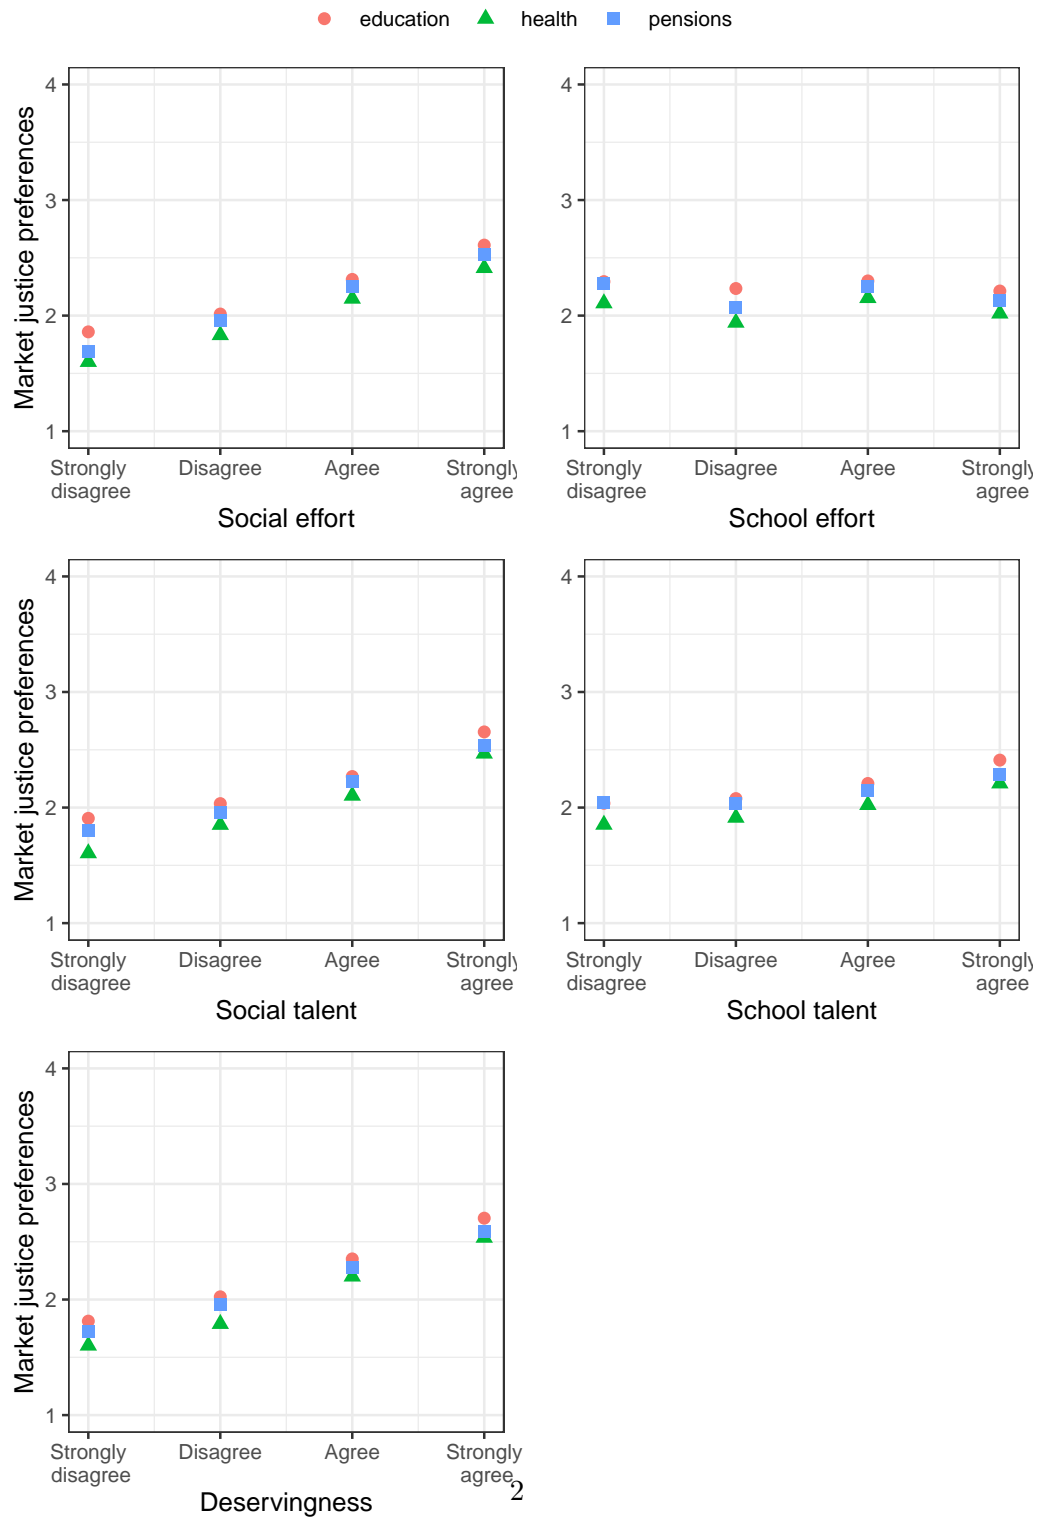 education health pensions
Market justice preferences
4
3
2
1
Strongly disagree
Disagree
Agree
Strongly agree
Social effort
4
3
2
1
Strongly disagree
Disagree
Agree
Strongly agree
School effort
Market justice preferences
4
3
2
1
Strongly disagree
Disagree
Agree
Strongly agree
Social talent
4
3
2
1
Strongly disagree
Disagree
Agree
Strongly agree
School talent
Market justice preferences
4
3
2
1
Strongly disagree
Disagree
Agree
Strongly agree
Deservingness
2